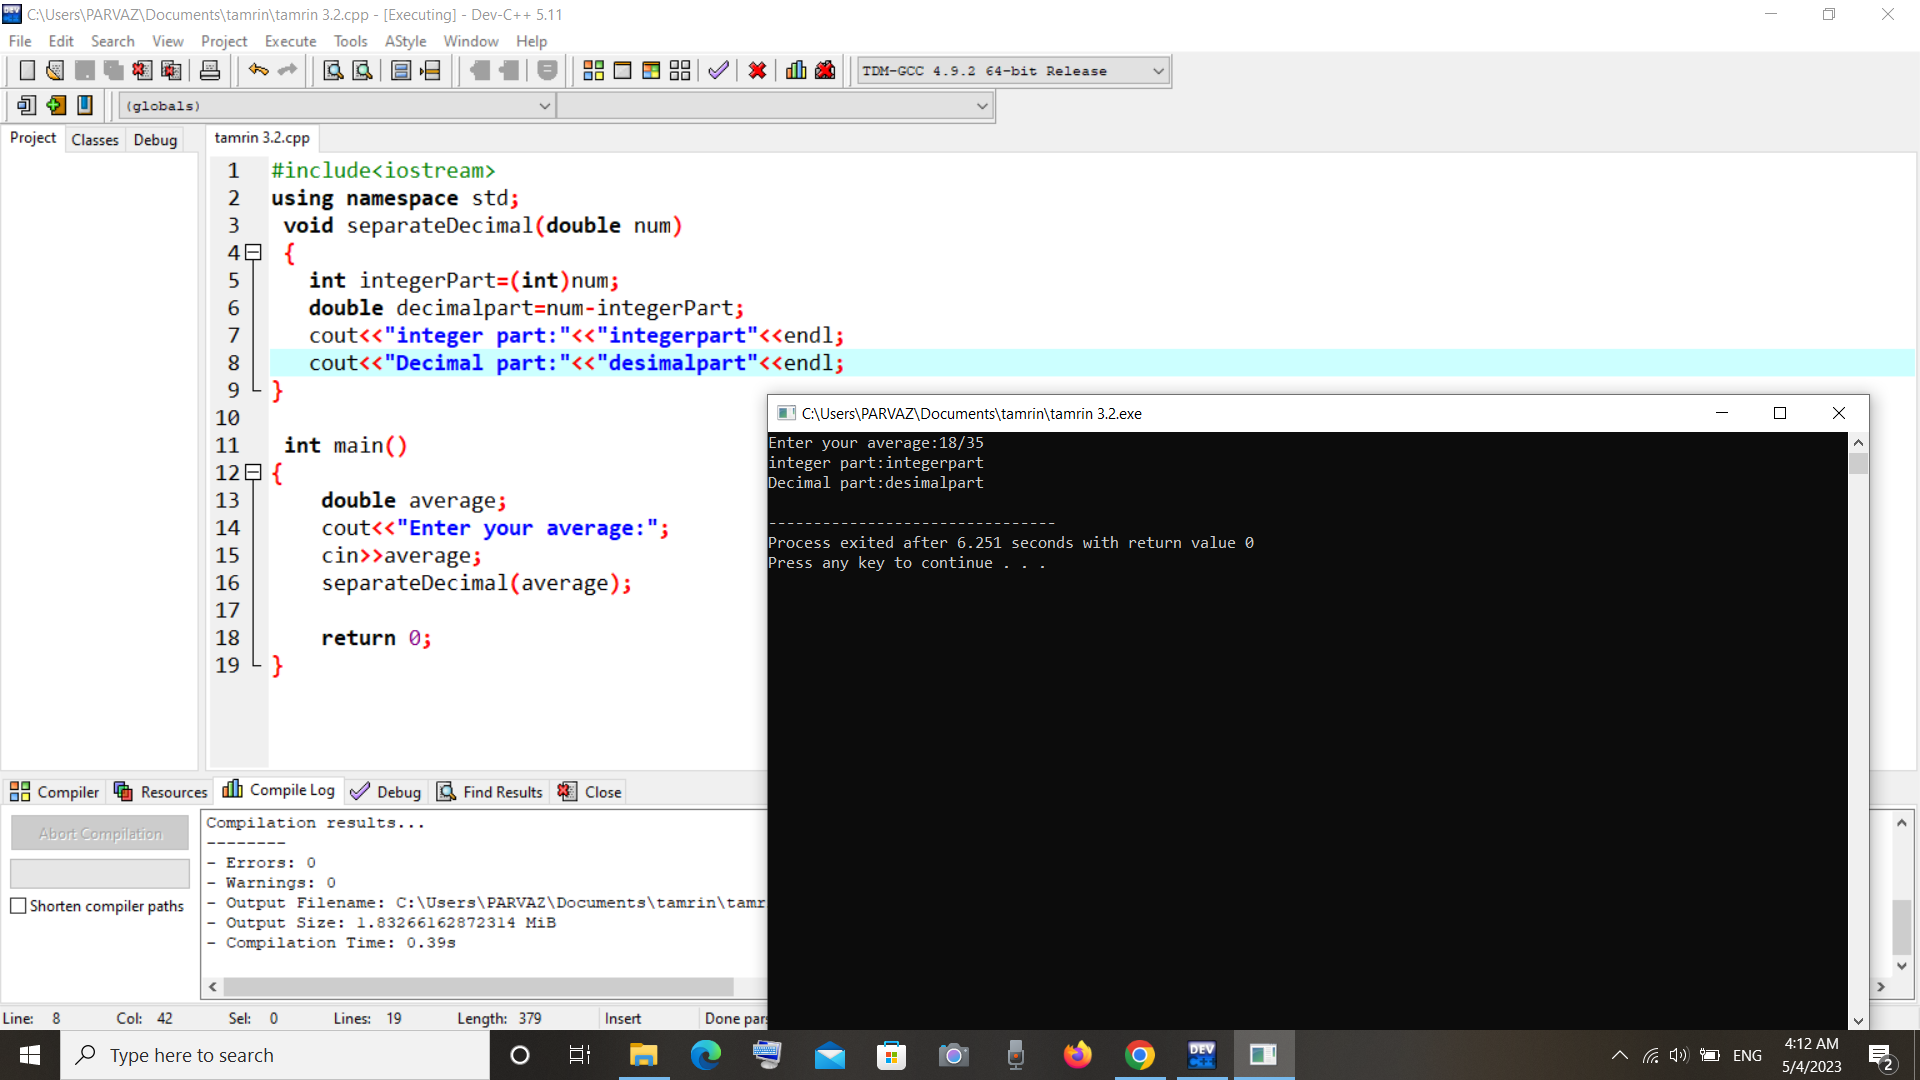 C:\Users\PARVAZ\Documents\tamrin\tamrin 3.2.cpp - [Executing] - Dev-C++ 5.11
File Edit Search View Project Execute Tools AStyle Window Help
TDM-GCC 4.9.2 64-bit Release
(globals)
Project Classes Debug
tamrin 3.2.cpp
1 #include<iostream>
2 using namespace std;
3 void separateDecimal(double num)
4 {
5 int integerPart=(int)num;
6 double decimalpart=num-integerPart;
7 cout<<"integer part:"<<"integerpart"<<endl;
8 cout<<"Decimal part:"<<"desimalpart"<<endl;
9 }
10
11 int main()
12 {
13 double average;
14 cout<<"Enter your average:";
15 cin>>average;
16 separateDecimal(average);
17
18 return 0;
19 }
C:\Users\PARVAZ\Documents\tamrin\tamrin 3.2.exe
Enter your average:18/35
integer part:integerpart
Decimal part:desimalpart
--------------------------------
Process exited after 6.251 seconds with return value 0
Press any key to continue . . .
Compiler Resources Compile Log Debug Find Results Close
Abort Compilation
Shorten compiler paths
Compilation results...
--------
- Errors: 0
- Warnings: 0
- Output Filename: C:\Users\PARVAZ\Documents\tamrin\tamr
- Output Size: 1.83266162872314 MiB
- Compilation Time: 0.39s
Line: 8 Col: 42 Sel: 0 Lines: 19 Length: 379 Insert Done pars
Type here to search
DEV
ENG
4:12 AM
5/4/2023
2